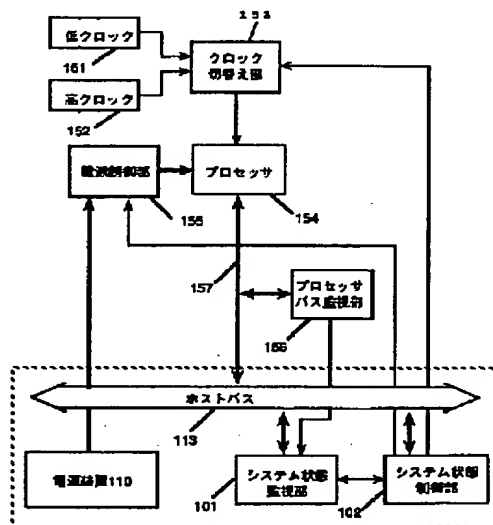 153
低クロック
151
クロック
切替え部
高クロック
152
電源制御部
155
プロセッサ
154
157
プロセッサ
バス監視部
156
ホストバス
113
電源装置110
システム状態
監視部
101
システム状態
制御部
102